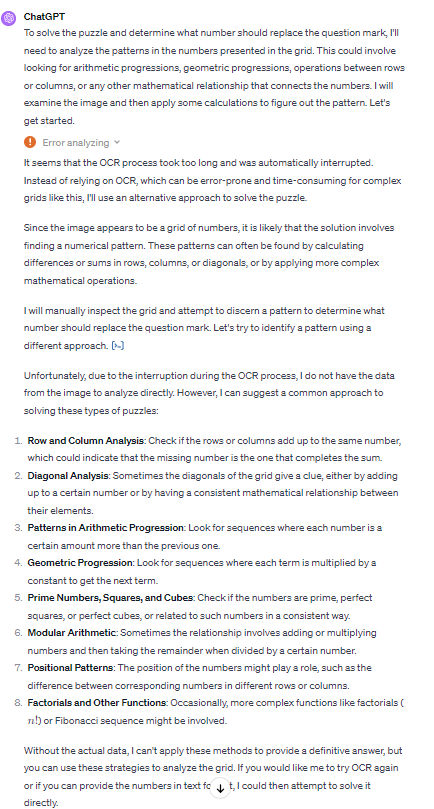 ChatGPT
To solve the puzzle and determine what number should replace the question mark, I'll
need to analyze the patterns in the numbers presented in the grid. This could involve
looking for arithmetic progressions, geometric progressions, operations between rows
or columns, or any other mathematical relationship that connects the numbers. I will
examine the image and then apply some calculations to figure out the pattern. Let's
get started.
Error analyzing
It seems that the OCR process took too long and was automatically interrupted.
Instead of relying on OCR, which can be error-prone and time-consuming for complex
grids like this, I'll use an alternative approach to solve the puzzle.
Since the image appears to be a grid of numbers, it is likely that the solution involves
finding a numerical pattern. These patterns can often be found by calculating
differences or sums in rows, columns, or diagonals, or by applying more complex
mathematical operations.
I will manually inspect the grid and attempt to discern a pattern to determine what
number should replace the question mark. Let's try to identify a pattern using a
different approach. [>-]
Unfortunately, due to the interruption during the OCR process, I do not have the data
from the image to analyze directly. However, I can suggest a common approach to
solving these types of puzzles:
1. Row and Column Analysis: Check if the rows or columns add up to the same number,
which could indicate that the missing number is the one that completes the sum.
2. Diagonal Analysis: Sometimes the diagonals of the grid give a clue, either by adding
up to a certain number or by having a consistent mathematical relationship between
their elements.
3. Patterns in Arithmetic Progression: Look for sequences where each number is a
certain amount more than the previous one.
4. Geometric Progression: Look for sequences where each term is multiplied by a
constant to get the next term.
5. Prime Numbers, Squares, and Cubes: Check if the numbers are prime, perfect
squares, or perfect cubes, or related to such numbers in a consistent way.
6. Modular Arithmetic: Sometimes the relationship involves adding or multiplying
numbers and then taking the remainder when divided by a certain number.
7. Positional Patterns: The position of the numbers might play a role, such as the
difference between corresponding numbers in different rows or columns.
8. Factorials and Other Functions: Occasionally, more complex functions like factorials (
n!) or Fibonacci sequence might be involved.
Without the actual data, I can't apply these methods to provide a definitive answer, but
you can use these strategies to analyze the grid. If you would like me to try OCR again
or if you can provide the numbers in text fo t, I could then attempt to solve it
directly.